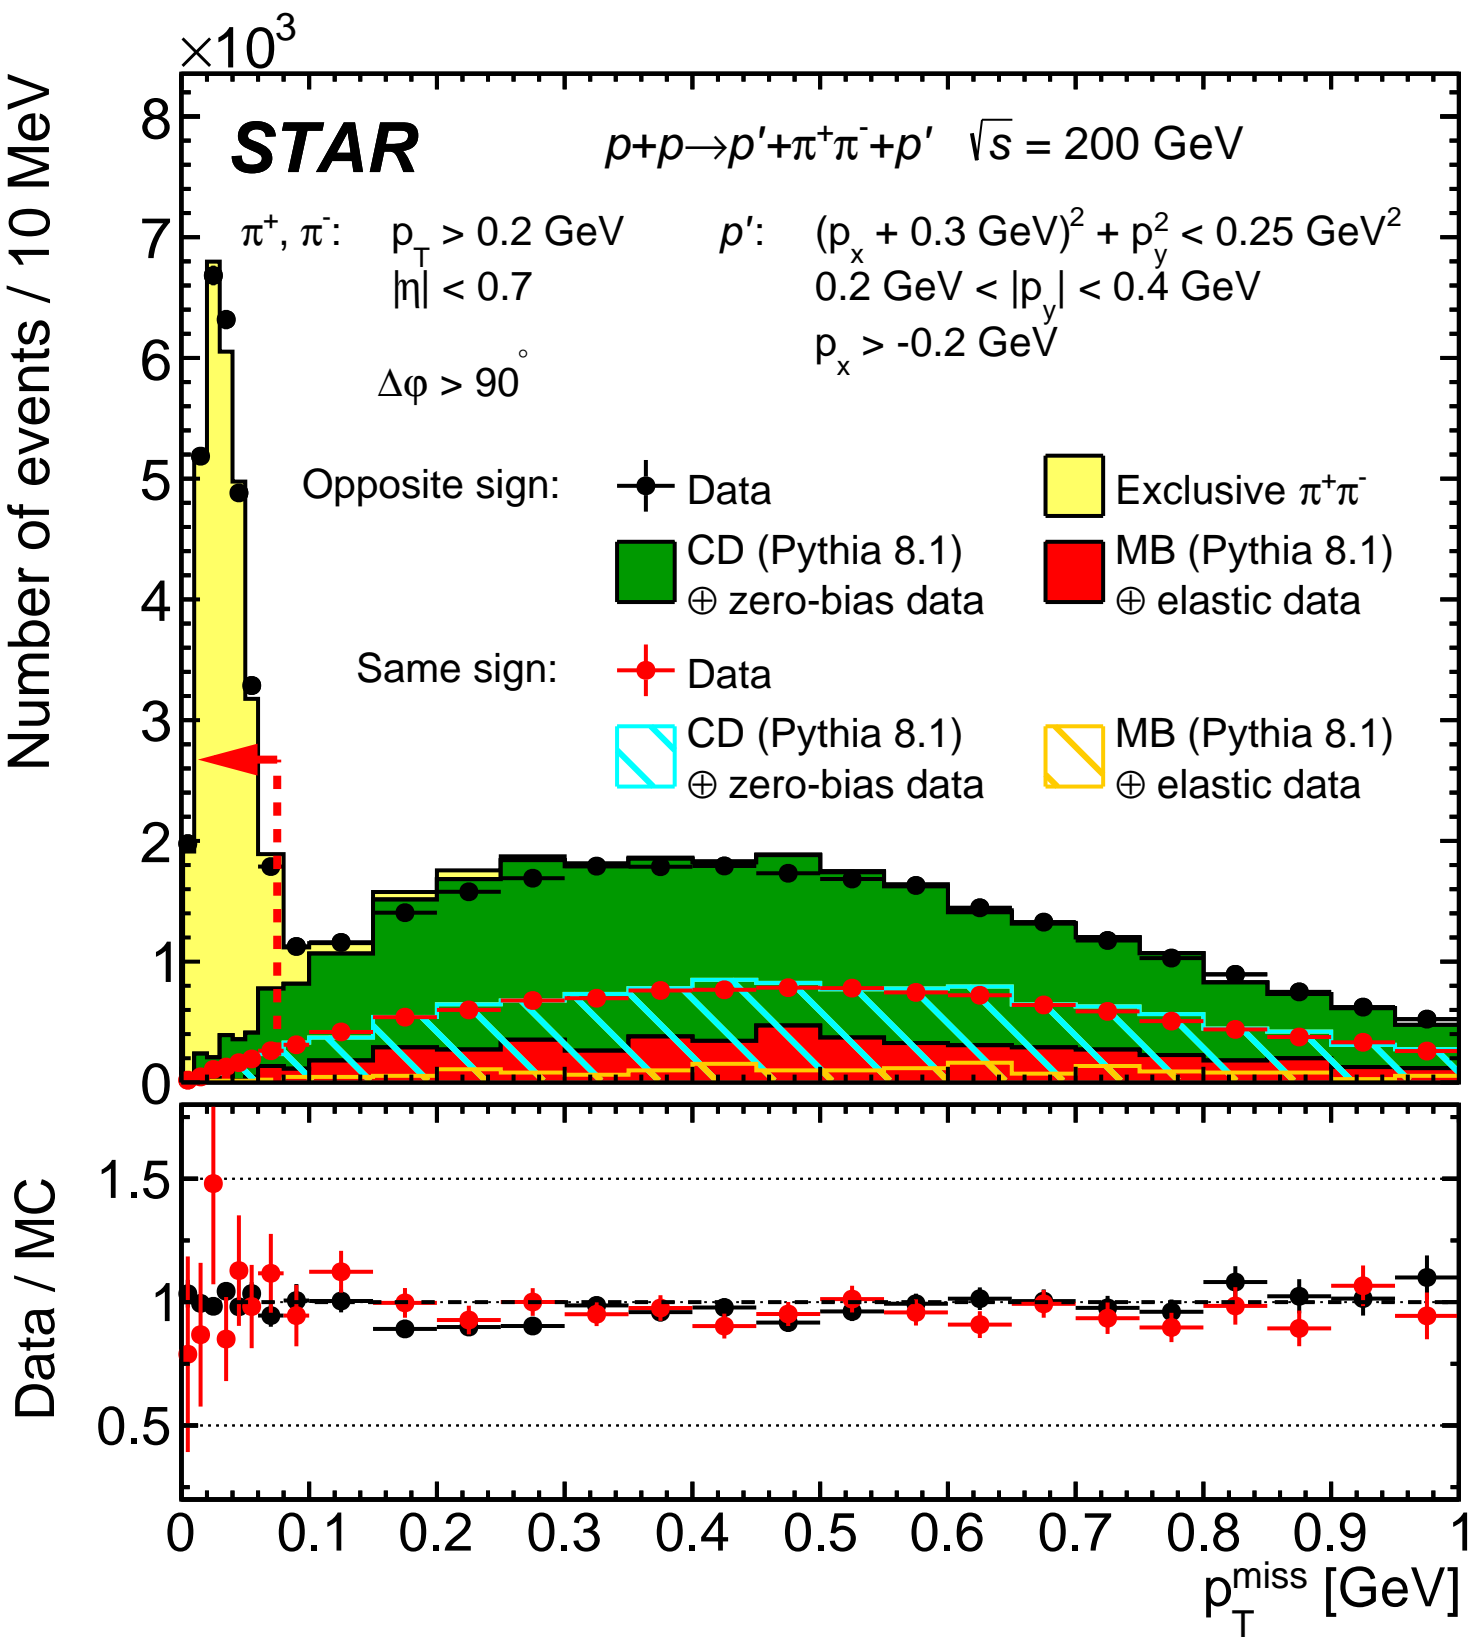 ×10³
Number of events / 10 MeV
8
7
6
5
4
3
2
1
0
STAR p+p→p′+π⁺π⁻+p′ √s = 200 GeV
π⁺, π⁻: p_T > 0.2 GeV p′: (p_x + 0.3 GeV)² + p_y² < 0.25 GeV²
|η| < 0.7 0.2 GeV < |p_y| < 0.4 GeV
p_x > -0.2 GeV
Δφ > 90°
Opposite sign: Data Exclusive π⁺π⁻
CD (Pythia 8.1) MB (Pythia 8.1)
⊕ zero-bias data ⊕ elastic data
Same sign: Data
CD (Pythia 8.1) MB (Pythia 8.1)
⊕ zero-bias data ⊕ elastic data
Data / MC
1.5
1
0.5
0 0.1 0.2 0.3 0.4 0.5 0.6 0.7 0.8 0.9 1
p_T^miss [GeV]